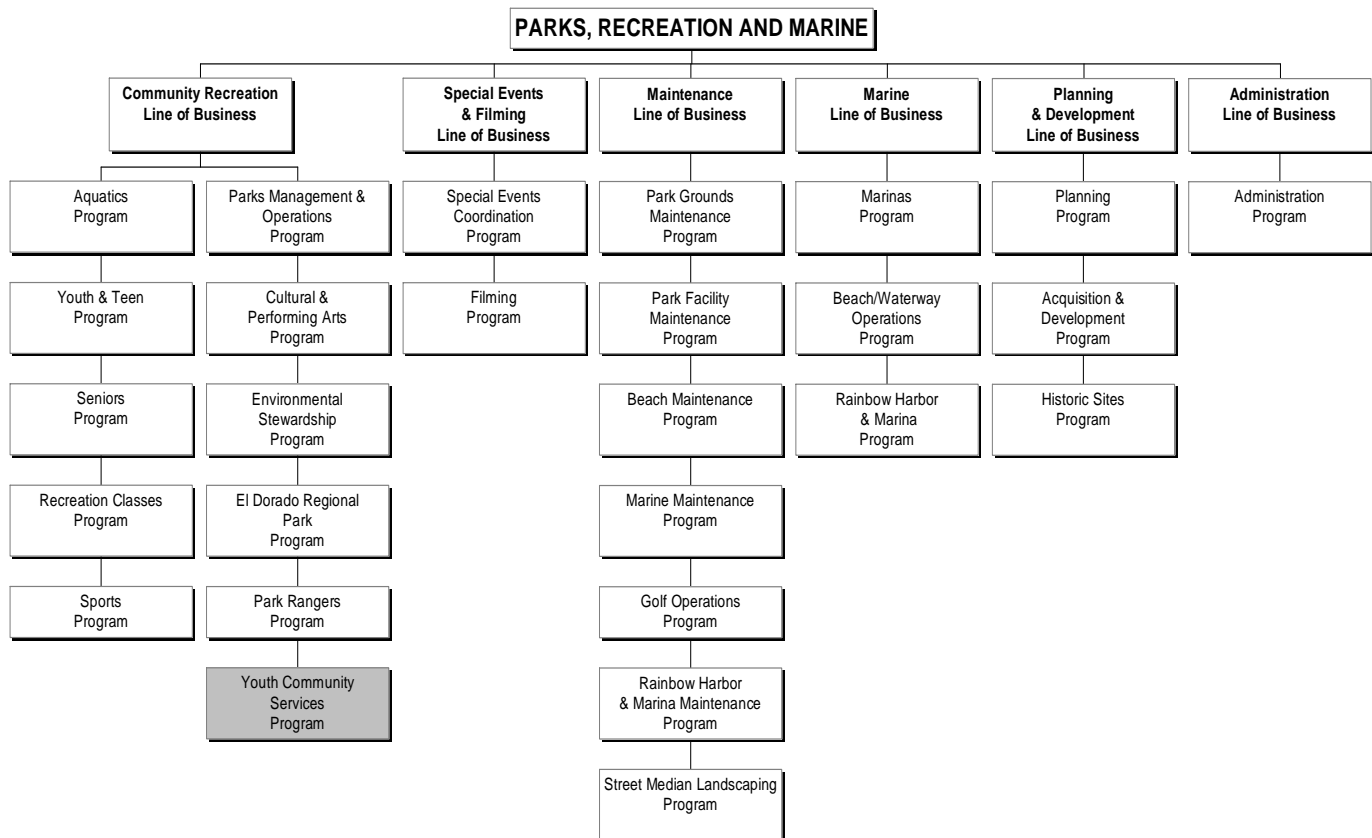 PARKS, RECREATION AND MARINE
Community Recreation
Line of Business
Special Events
& Filming
Line of Business
Maintenance
Line of Business
Marine
Line of Business
Planning
& Development
Line of Business
Administration
Line of Business
Aquatics
Program
Parks Management &
Operations
Program
Special Events
Coordination
Program
Park Grounds
Maintenance
Program
Marinas
Program
Planning
Program
Administration
Program
Youth & Teen
Program
Cultural &
Performing Arts
Program
Filming
Program
Park Facility
Maintenance
Program
Beach/Waterway
Operations
Program
Acquisition &
Development
Program
Seniors
Program
Environmental
Stewardship
Program
Beach Maintenance
Program
Rainbow Harbor
& Marina
Program
Historic Sites
Program
Recreation Classes
Program
El Dorado Regional
Park
Program
Marine Maintenance
Program
Sports
Program
Park Rangers
Program
Golf Operations
Program
Youth Community
Services
Program
Rainbow Harbor
& Marina Maintenance
Program
Street Median Landscaping
Program